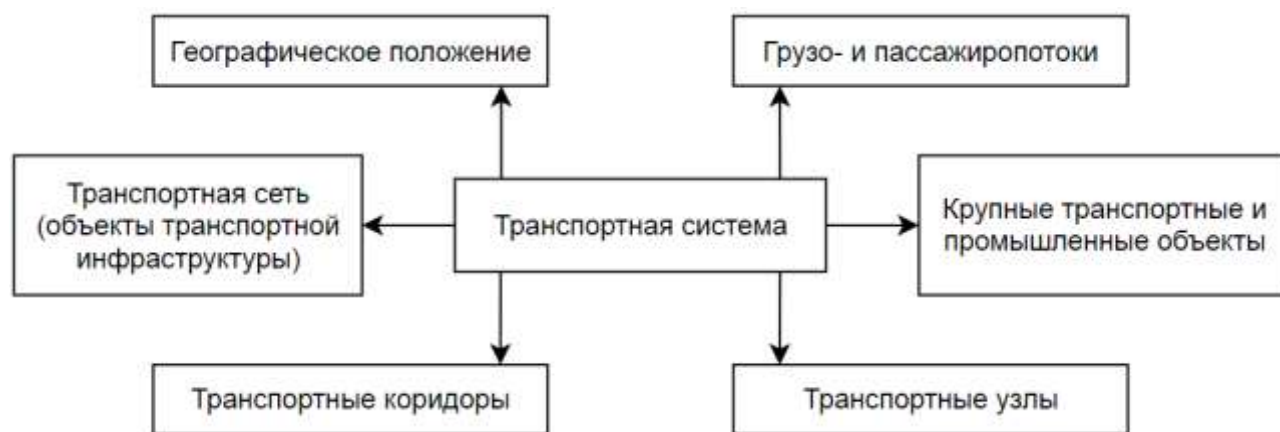 Географическое положение
Грузо- и пассажиропотоки
Транспортная сеть
(объекты транспортной
инфраструктуры)
Транспортная система
Крупные транспортные и
промышленные объекты
Транспортные коридоры
Транспортные узлы